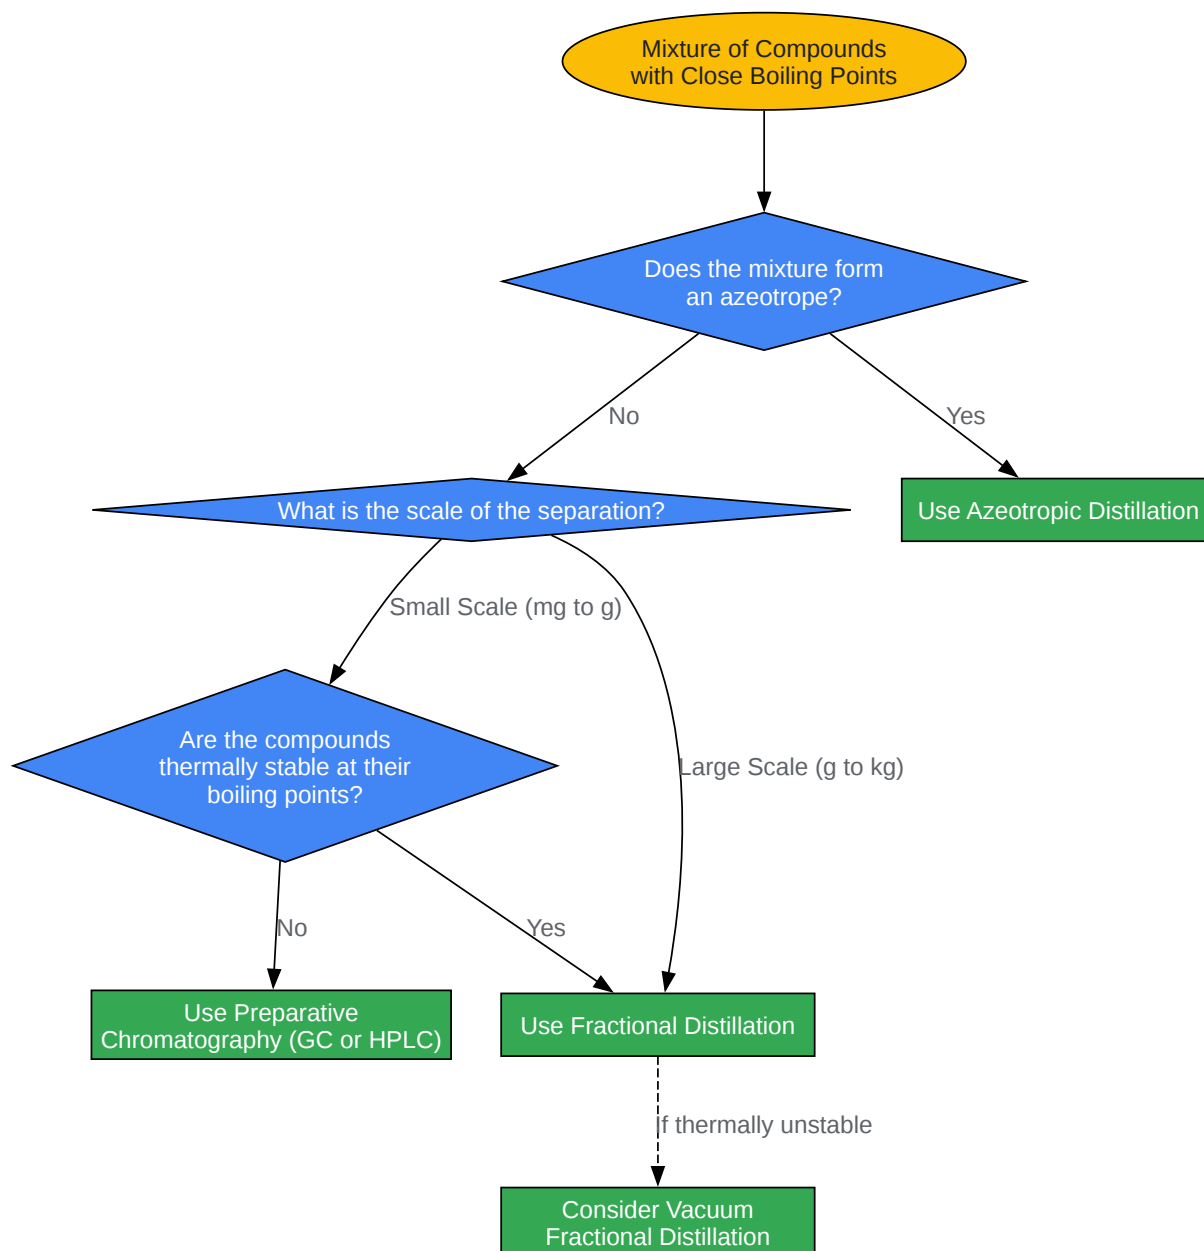 Mixture of Compounds
with Close Boiling Points
Does the mixture form
an azeotrope?
No
Yes
What is the scale of the separation?
Use Azeotropic Distillation
Small Scale (mg to g)
Are the compounds
thermally stable at their
boiling points?
Large Scale (g to kg)
No
Yes
Use Preparative
Chromatography (GC or HPLC)
Use Fractional Distillation
If thermally unstable
Consider Vacuum
Fractional Distillation